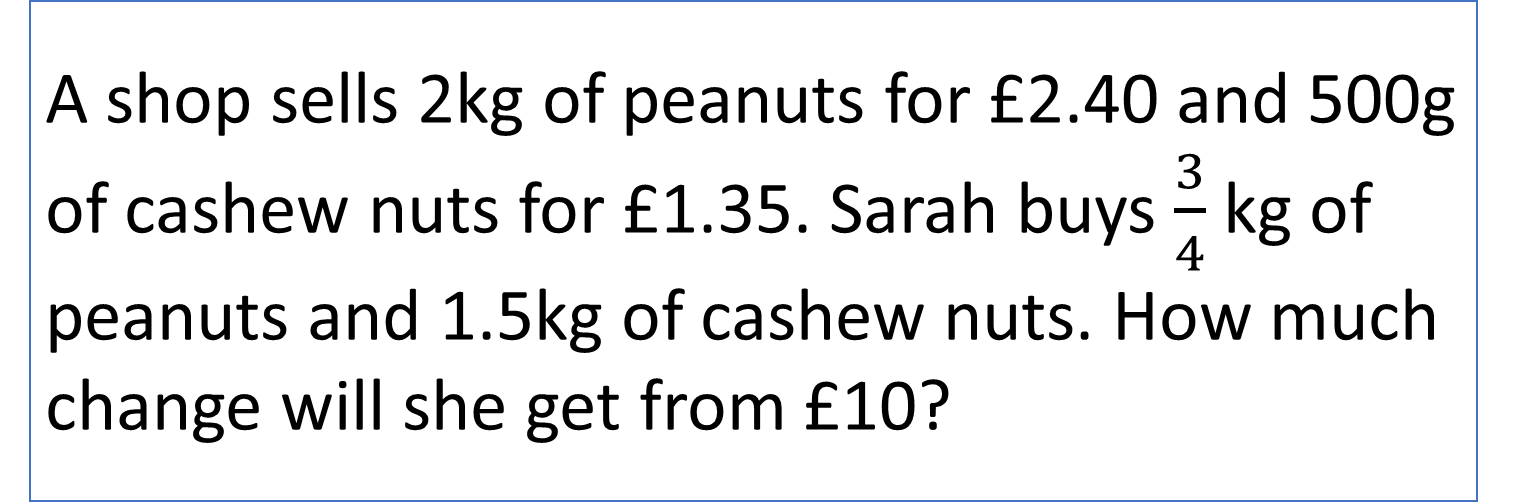 A shop sells 2kg of peanuts for £2.40 and 500g
of cashew nuts for £1.35. Sarah buys 3/4 kg of
peanuts and 1.5kg of cashew nuts. How much
change will she get from £10?